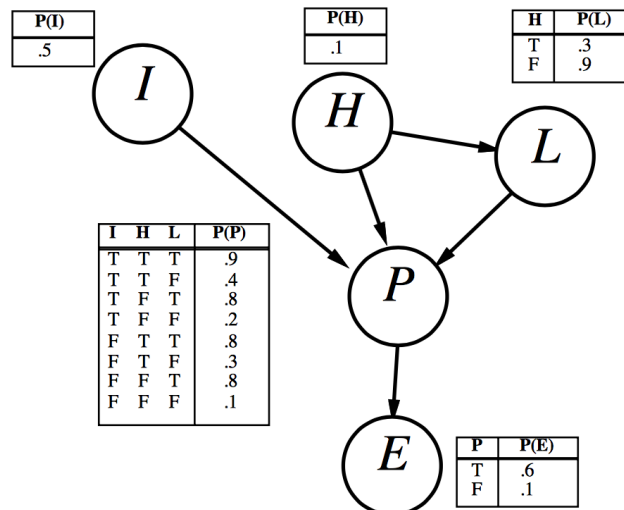 P(I)
.5
P(H)
.1
H P(L)
T .3
F .9
I
H
L
I H L P(P)
T T T .9
T T F .4
T F T .8
T F F .2
F T T .8
F T F .3
F F T .8
F F F .1
P
E
P P(E)
T .6
F .1